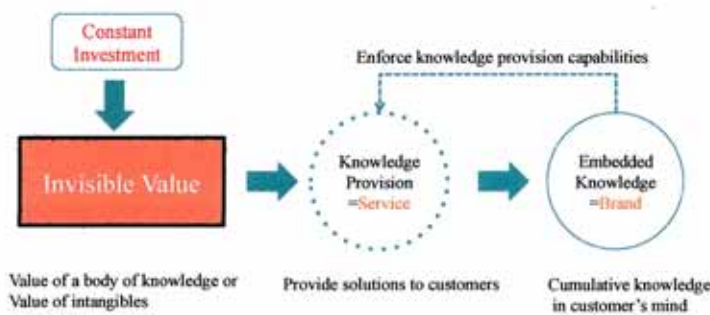 Constant
Investment
Enforce knowledge provision capabilities
Invisible Value
Knowledge
Provision
=Service
Embedded
Knowledge
=Brand
Value of a body of knowledge or
Value of intangibles
Provide solutions to customers
Cumulative knowledge
in customer's mind